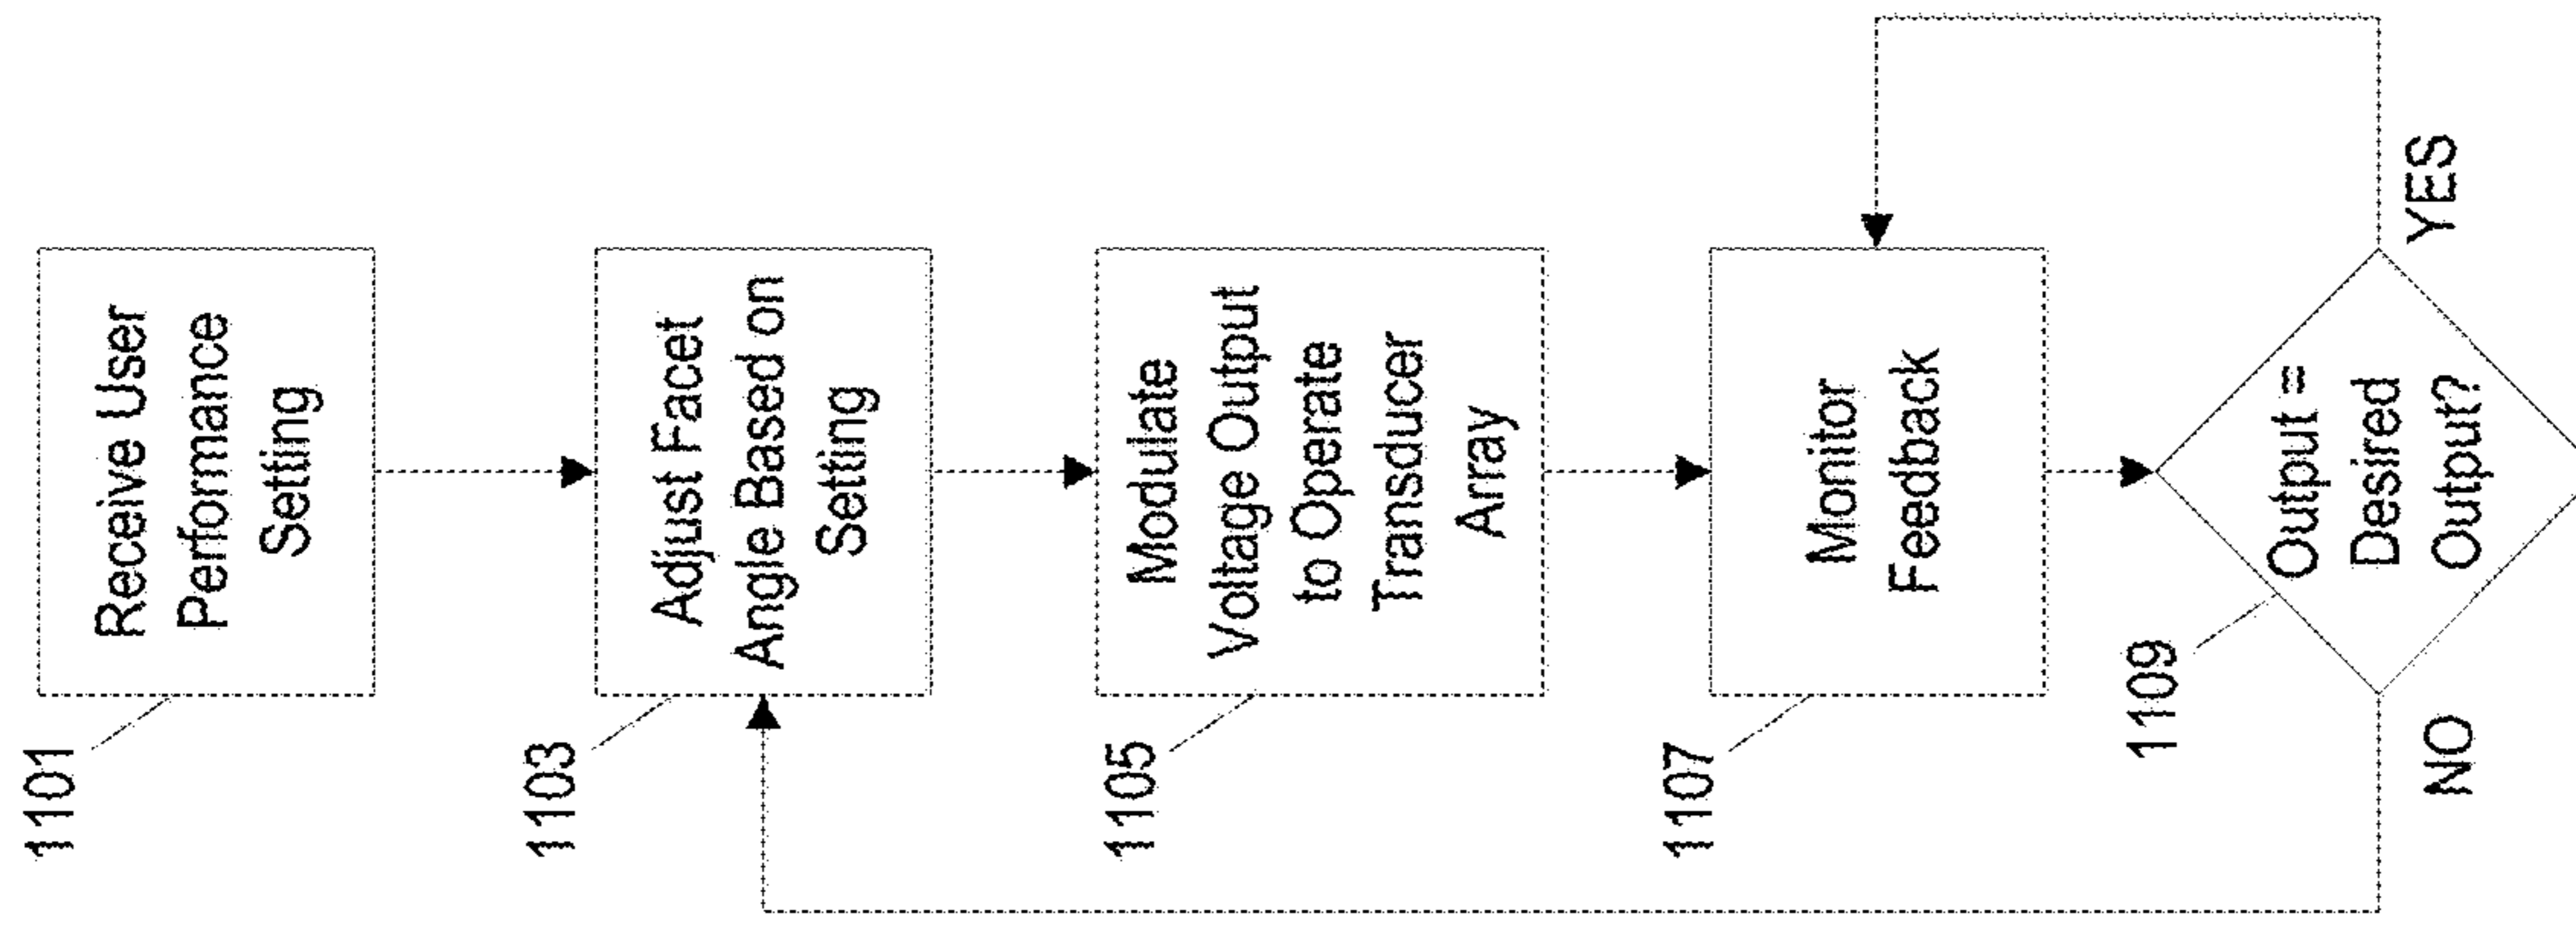 1101
Receive User
Performance
Setting
1103
Adjust Facet
Angle Based on
Setting
1105
Modulate
Voltage Output
to Operate
Transducer
Array
1107
Monitor
Feedback
1109
Output =
Desired
Output?
NO
YES